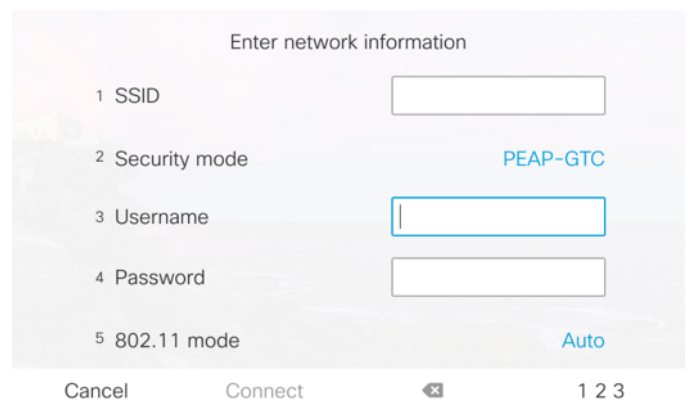 Enter network information
1 SSID
2 Security mode PEAP-GTC
3 Username
4 Password
5 802.11 mode Auto
Cancel Connect 1 2 3